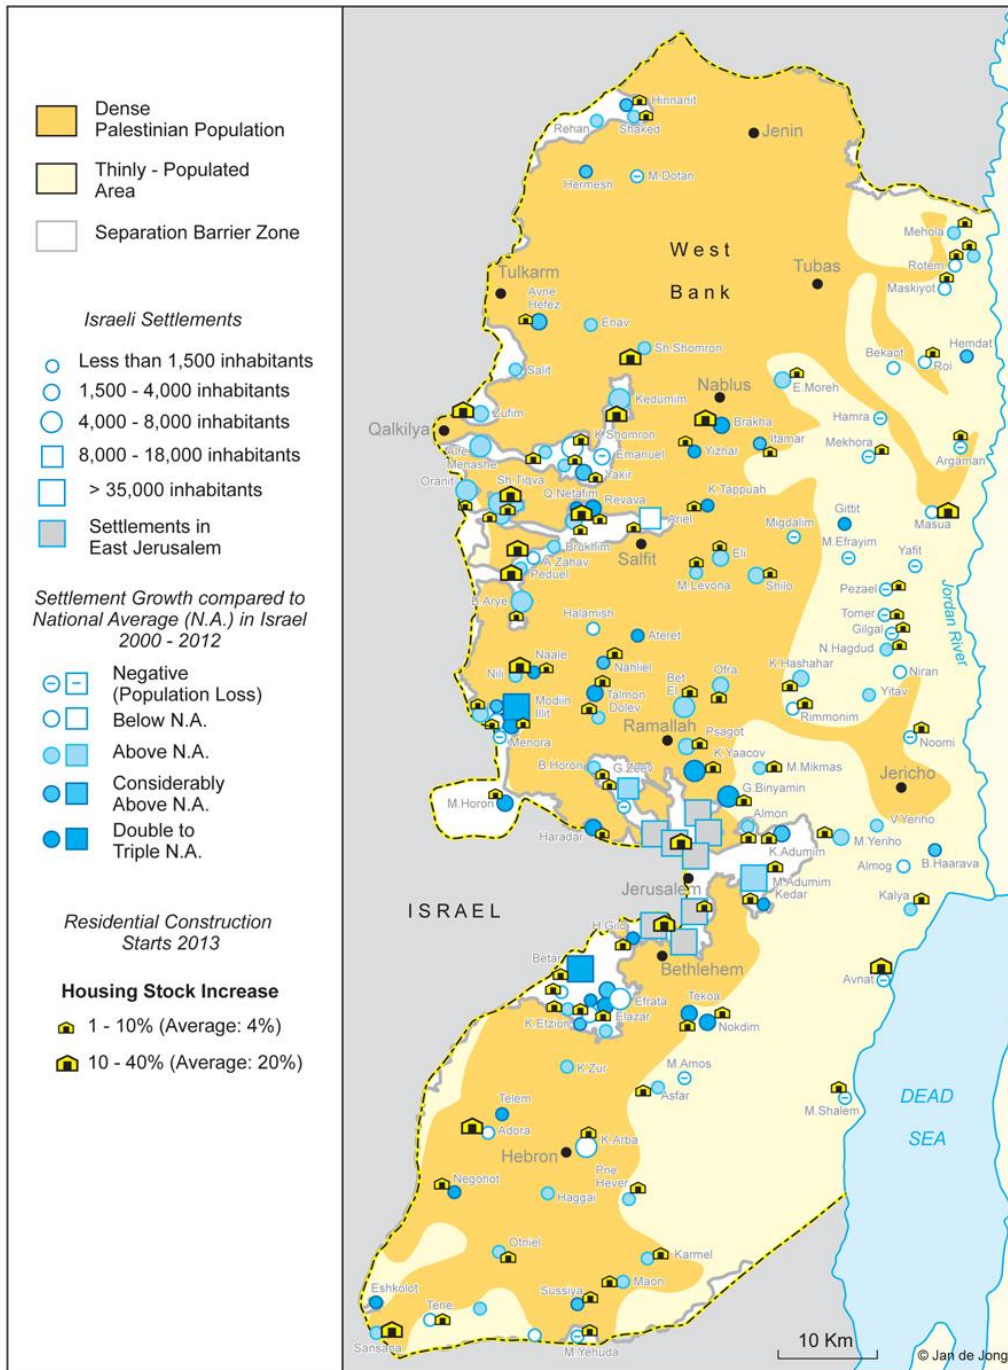 Dense
Palestinian Population
Thinly - Populated
Area
Separation Barrier Zone
Israeli Settlements
Less than 1,500 inhabitants
1,500 - 4,000 inhabitants
4,000 - 8,000 inhabitants
8,000 - 18,000 inhabitants
> 35,000 inhabitants
Settlements in
East Jerusalem
Settlement Growth compared to
National Average (N.A.) in Israel
2000 - 2012
Negative
(Population Loss)
Below N.A.
Above N.A.
Considerably
Above N.A.
Double to
Triple N.A.
Residential Construction
Starts 2013
Housing Stock Increase
1 - 10% (Average: 4%)
10 - 40% (Average: 20%)
Hinnanit
Rehan
Shaked
Jenin
Hermesh
M.Dotan
West
Bank
Mehola
Rotem
Maskiyot
Tulkarm
Tubas
Avne
Hefez
Enav
Sh-Shomron
Salit
Bekaot
Roi
Hemdat
E.Moreh
Nablus
Kedumim
Zufim
Qalkilya
Brakha
Hamra
K.Shomron
Emanuel
Yizhar
Itamar
Mekhora
Argaman
Alfe
Menashe
Yakir
Oranit
Sh.Tiqva
Q.Netafim
Revava
K.Tappuah
Ariel
Migdalim
Gittit
Masua
Brukhim
A.Zahav
Peduel
Salfit
Eli
M.Efrayim
Yafit
M.Levona
Shilo
Pezael
B.Arye
Halamish
Ateret
Tomer
Gilgal
N.Hagdud
Jordan River
Naale
Nili
Nahliel
Ofra
K.Hashahar
Niran
Talmon
Dolev
Bet
El
Yitav
Modiin
Illit
Rimmonim
Menora
Ramallah
Psagot
Noomi
K.Yaacov
B.Horon
G.Zeev
M.Mikmas
Jericho
M.Horon
G.Binyamin
Almon
Haradar
V.Yeriho
M.Yeriho
K.Adumim
B.Haarava
Almog
Jerusalem
M.Adumim
Kedar
Kalya
ISRAEL
H.Gilo
Betar
Bethlehem
Avnat
Efrata
Tekoa
K.Etzion
Elazar
Nokdim
K.Zur
M.Amos
Asfar
M.Shalem
DEAD
SEA
Telem
Adora
K.Arba
Hebron
Pne
Hever
Negohot
Haggai
Otniel
Karmel
Maon
Eshkolot
Sussiya
Tene
Sansana
M.Yehuda
10 Km
© Jan de Jong